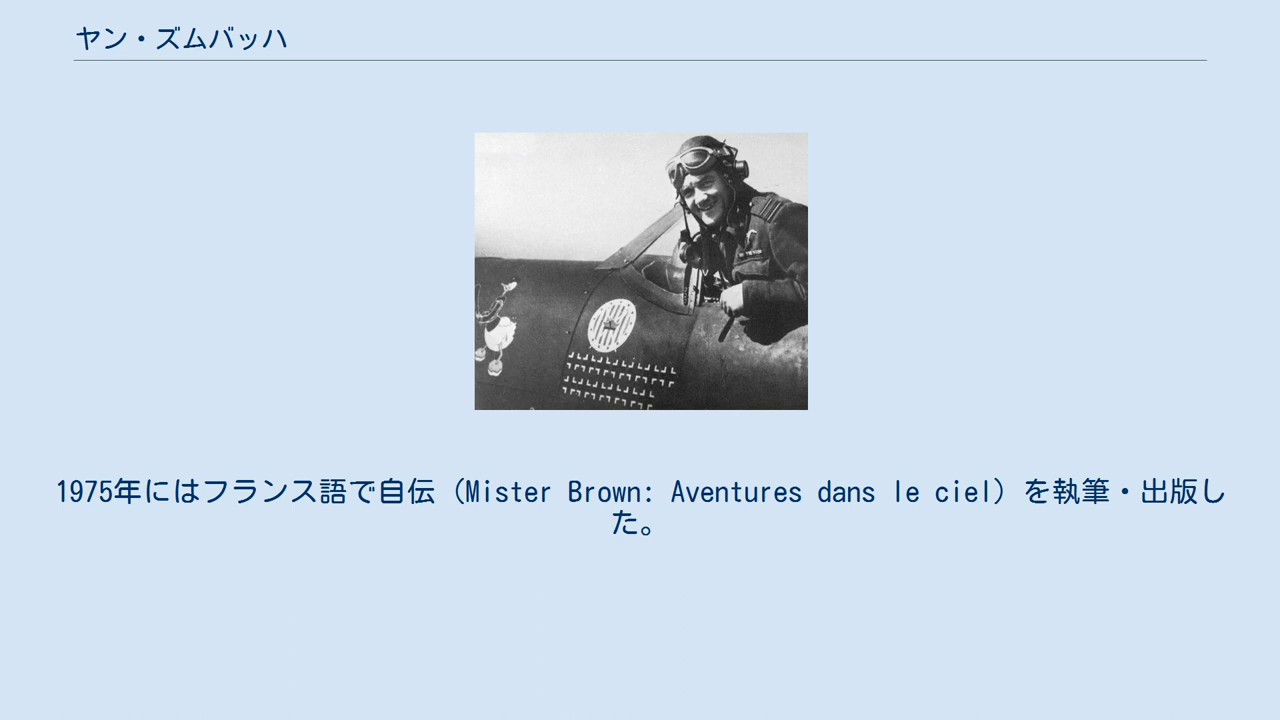 ヤン・ズムバッハ
1975年にはフランス語で自伝（Mister Brown: Aventures dans le ciel）を執筆・出版し
た。